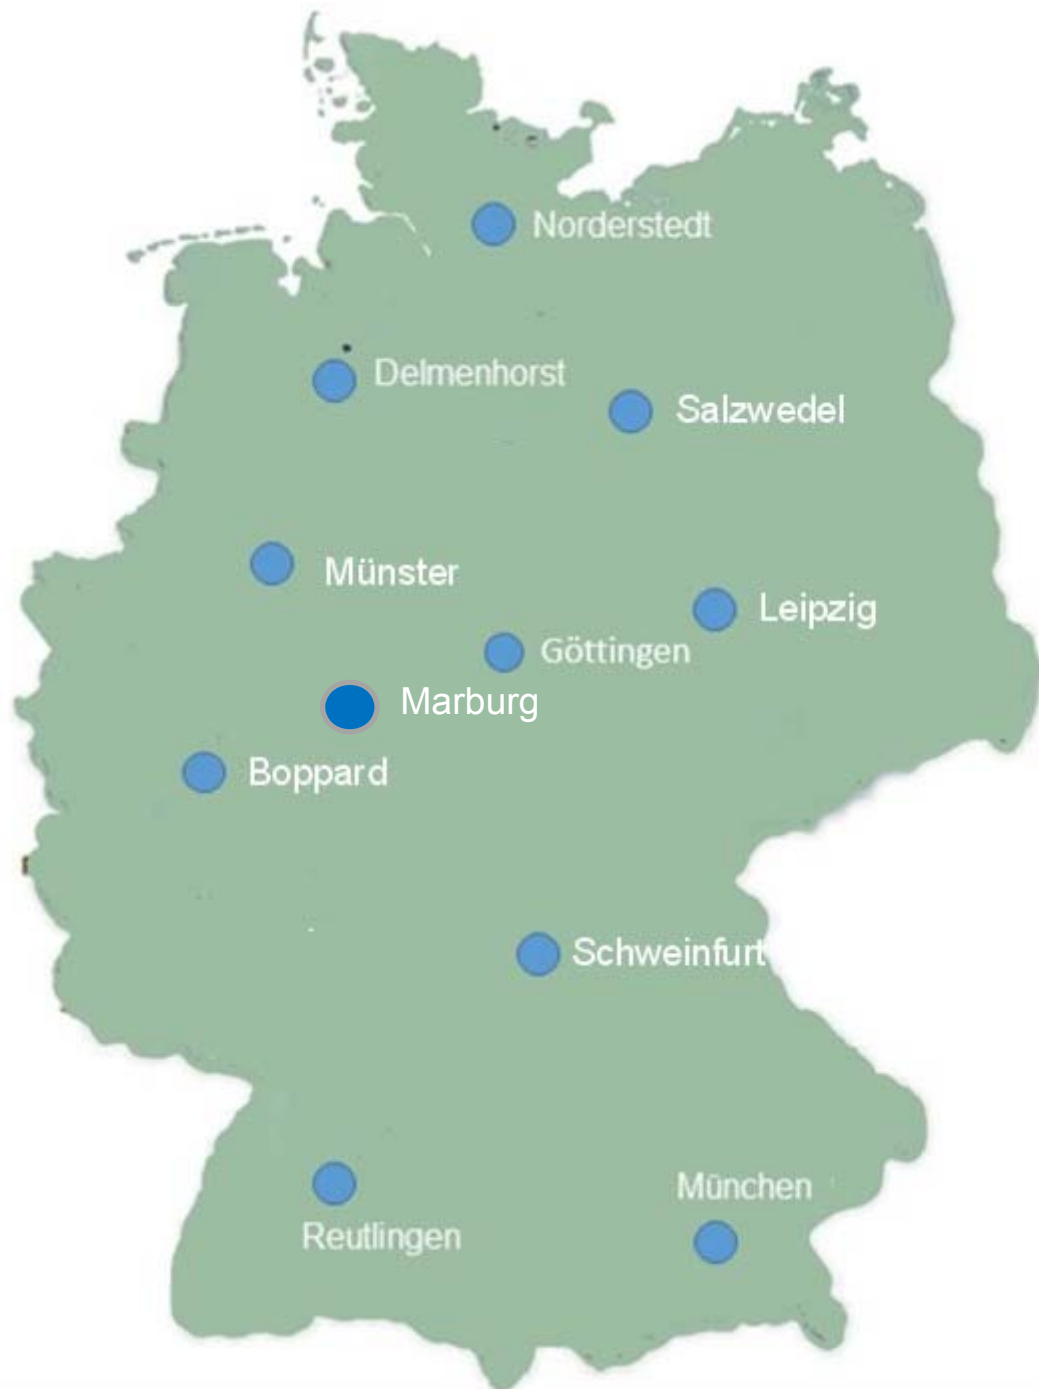 Norderstedt
Delmenhorst
Salzwedel
Münster
Leipzig
Göttingen
Marburg
Boppard
Schweinfurt
München
Reutlingen